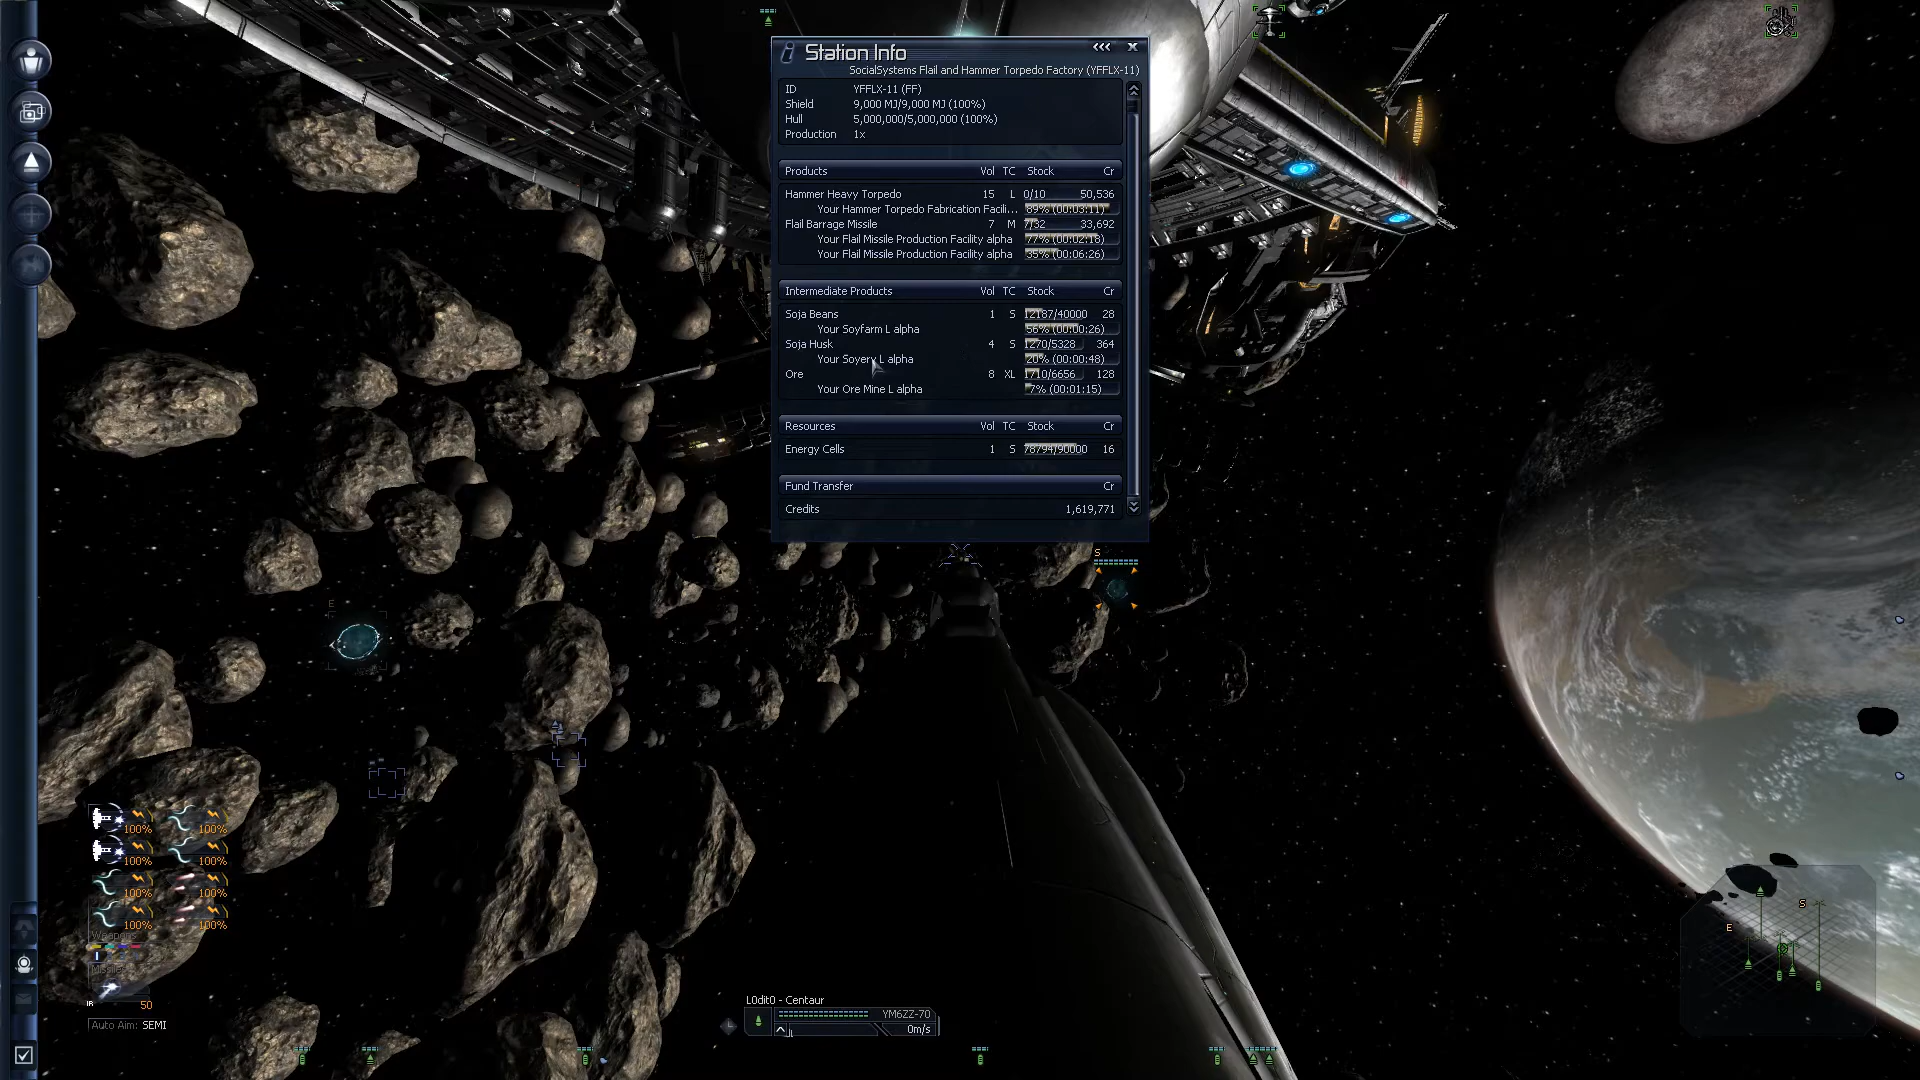 Station Info
SocialSystems Flail and Hammer Torpedo Factory (YFFLX-11)
ID YFFLX-11 (FF)
Shield 9,000 MJ/9,000 MJ (100%)
Hull 5,000,000/5,000,000 (100%)
Production 1x
Products Vol TC Stock Cr
Hammer Heavy Torpedo 15 L 0/10 50,536
Your Hammer Torpedo Fabrication Facili... 89% (00:03:11)
Flail Barrage Missile 7 M 7/32 33,692
Your Flail Missile Production Facility alpha 77% (00:02:18)
Your Flail Missile Production Facility alpha 35% (00:06:26)
Intermediate Products Vol TC Stock Cr
Soja Beans 1 S 12187/40000 28
Your Soyfarm L alpha 56% (00:00:26)
Soja Husk 4 S 1270/5328 364
Your Soyery L alpha 20% (00:00:48)
Ore 8 XL 1710/6656 128
Your Ore Mine L alpha 7% (00:01:15)
Resources Vol TC Stock Cr
Energy Cells 1 S 78794/90000 16
Fund Transfer Cr
Credits 1,619,771
S
E
100% 100%
100% 100%
100% 100%
100% 100%
Weapons
Missile
IR 50
Auto Aim: SEMI
L0dit0 - Centaur
YM6ZZ-70
0m/s
S
E